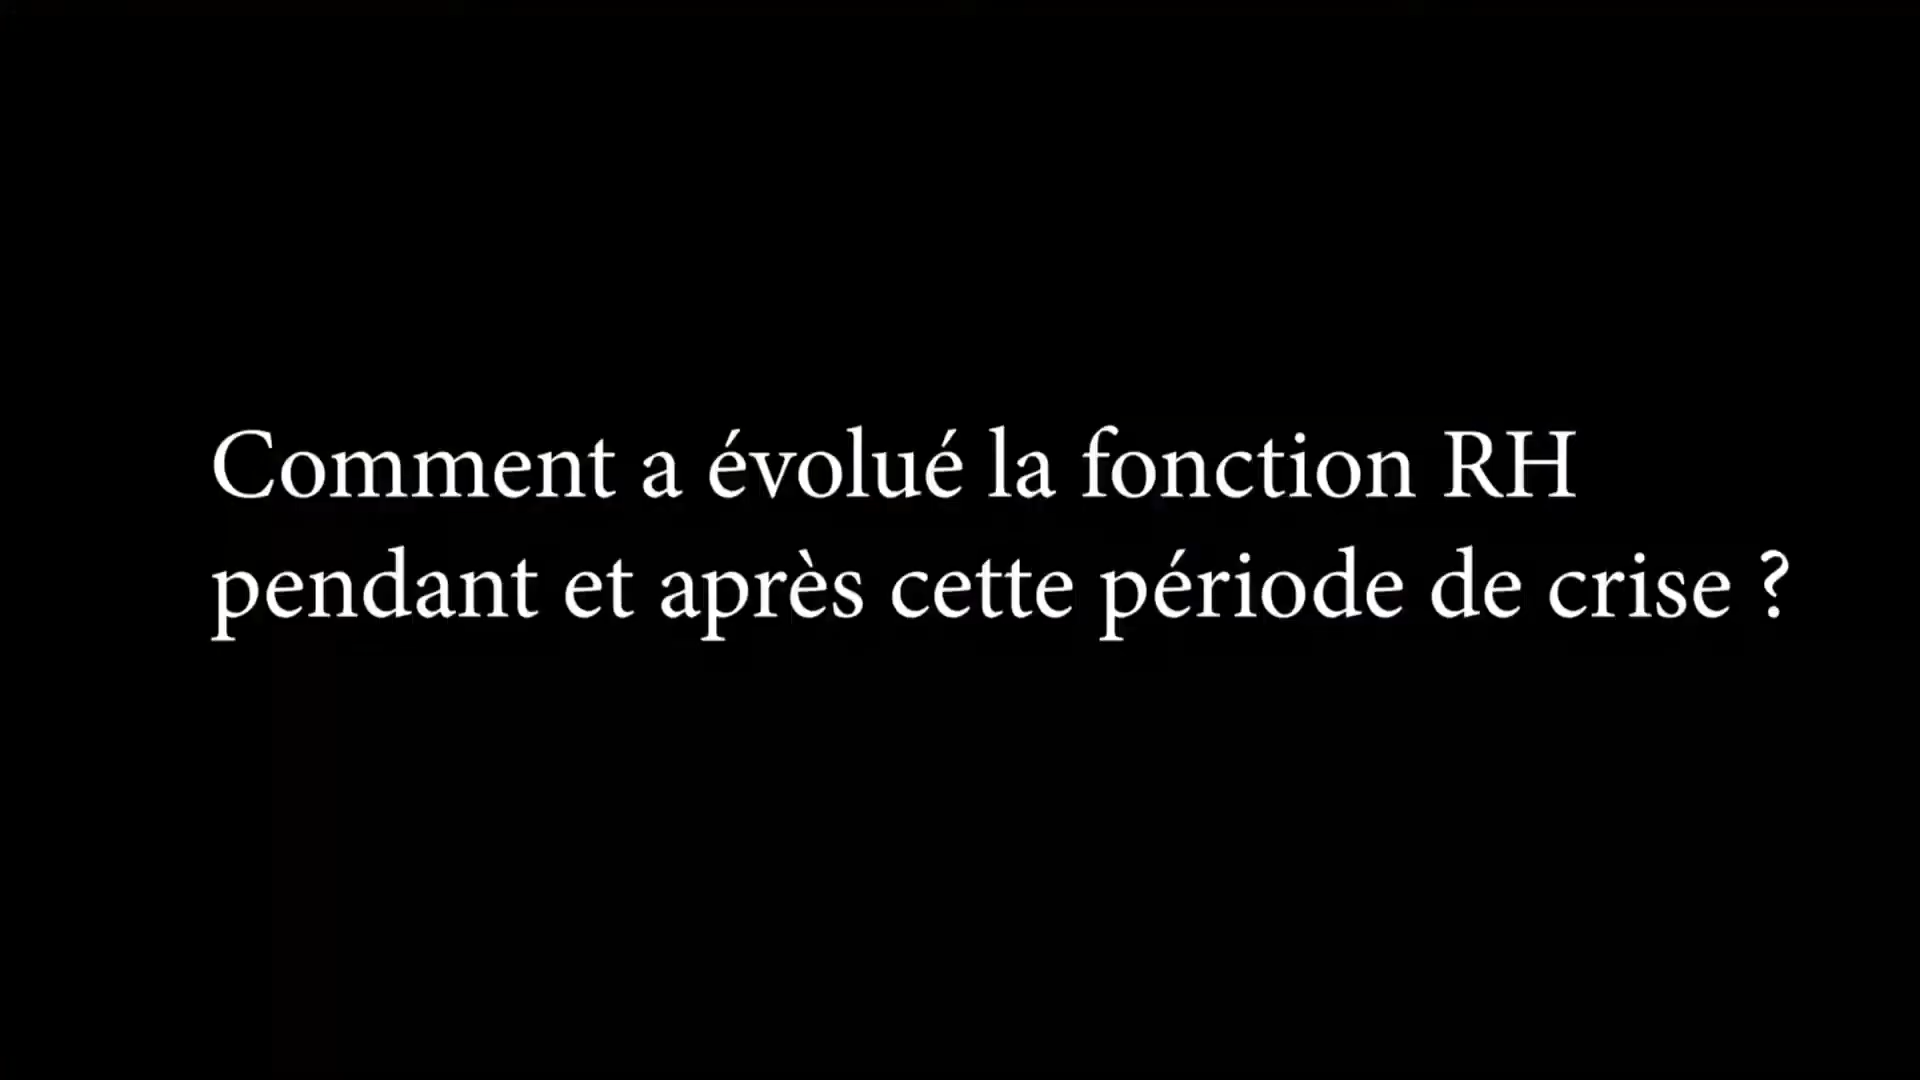 Comment a évolué la fonction RH
pendant et après cette période de crise ?